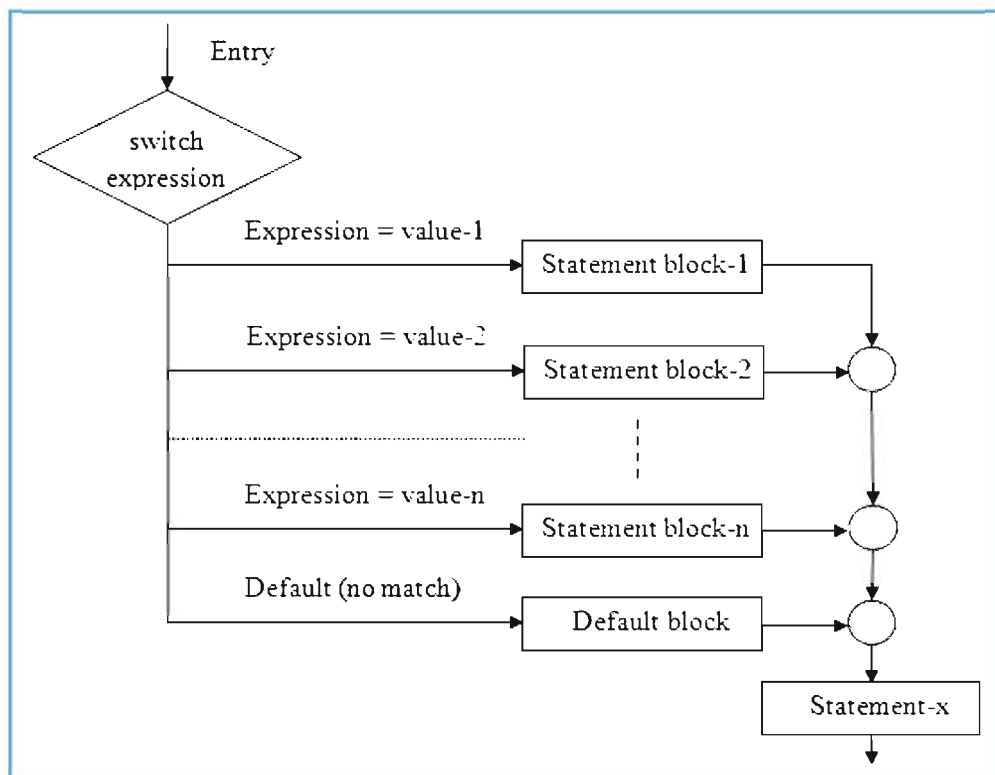 Entry
switch
expression
Expression = value-1
Statement block-1
Expression = value-2
Statement block-2
Expression = value-n
Statement block-n
Default (no match)
Default block
Statement-x